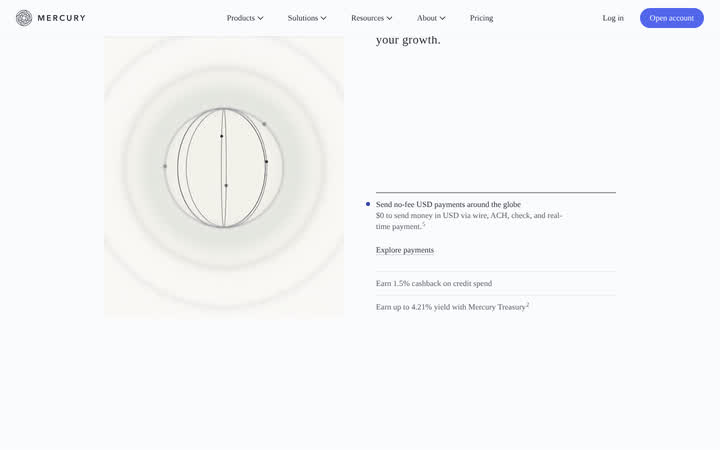 MERCURY
Products
Solutions
Resources
About
Pricing
Log in
Open account
your growth.
Send no-fee USD payments around the globe
$0 to send money in USD via wire, ACH, check, and real-
time payment.5
Explore payments
Earn 1.5% cashback on credit spend
Earn up to 4.21% yield with Mercury Treasury2